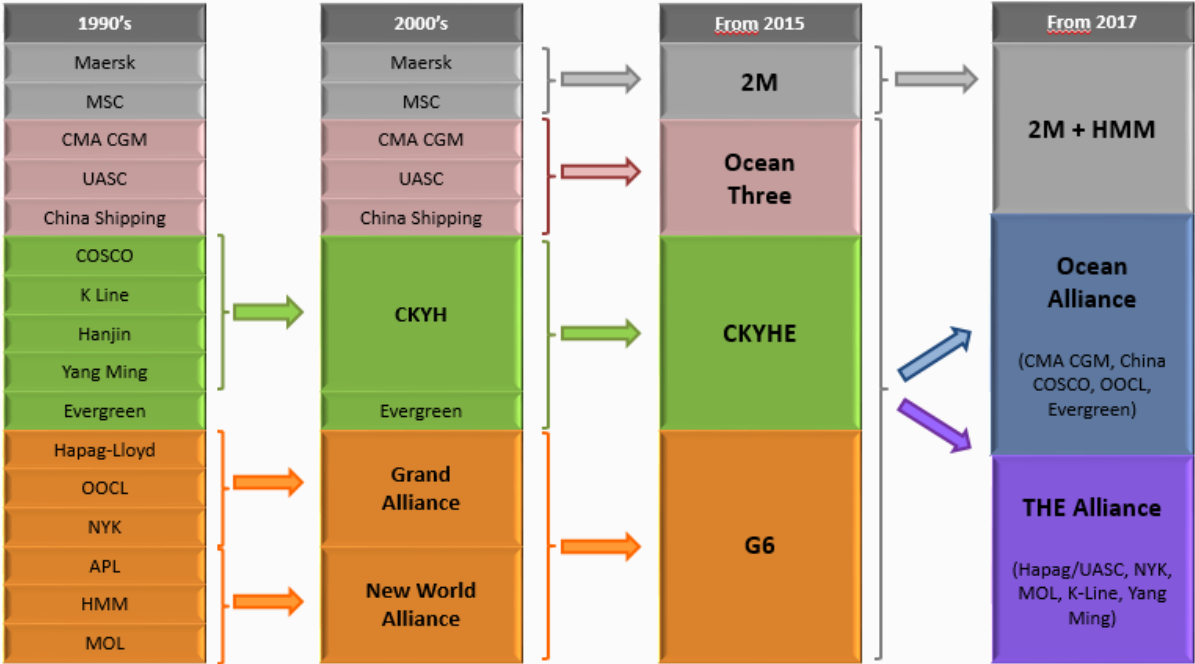 1990's
Maersk
MSC
CMA CGM
UASC
China Shipping
COSCO
K Line
Hanjin
Yang Ming
Evergreen
Hapag-Lloyd
OOCL
NYK
APL
HMM
MOL
2000's
Maersk
MSC
CMA CGM
UASC
China Shipping
CKYH
Evergreen
Grand
Alliance
New World
Alliance
From 2015
2M
Ocean
Three
CKYHE
G6
From 2017
2M + HMM
Ocean
Alliance
(CMA CGM, China
COSCO, OOCL,
Evergreen)
THE Alliance
(Hapag/UASC, NYK,
MOL, K-Line, Yang
Ming)